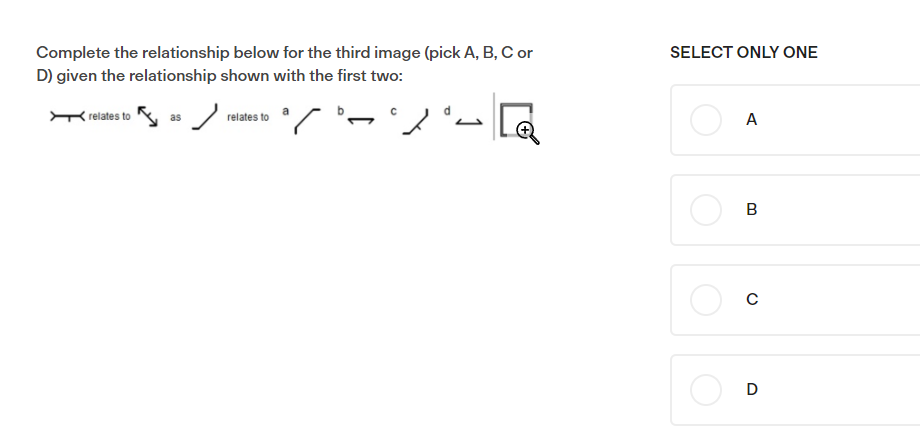 Complete the relationship below for the third image (pick A, B, C or
D) given the relationship shown with the first two:
relates to as relates to a b c d
SELECT ONLY ONE
A
B
C
D